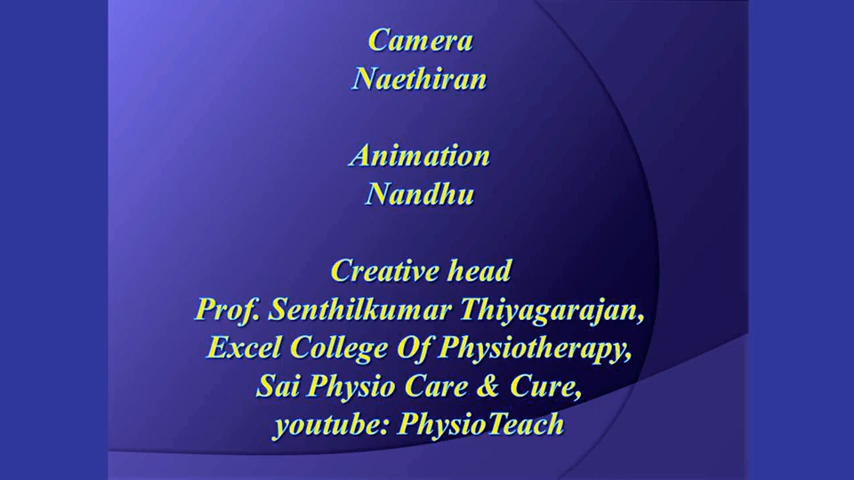 Camera
Naethiran
Animation
Nandhu
Creative head
Prof. Senthilkumar Thiyagarajan,
Excel College Of Physiotherapy,
Sai Physio Care & Cure,
youtube: PhysioTeach